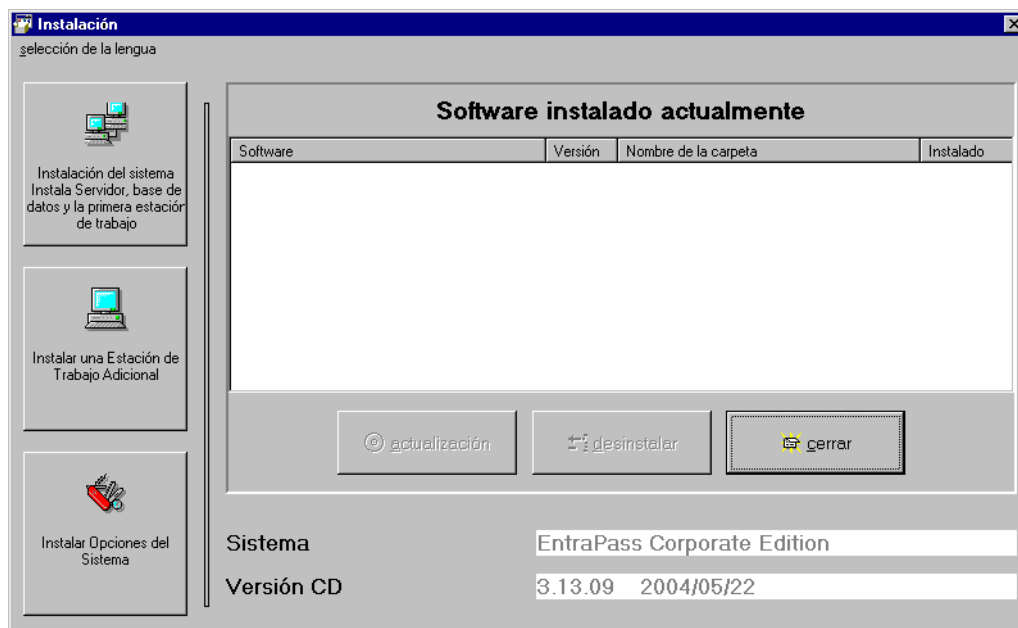 Instalación
selección de la lengua
Instalación del sistema
Instala Servidor, base de
datos y la primera estación
de trabajo
Instalar una Estación de
Trabajo Adicional
Instalar Opciones del
Sistema
Software instalado actualmente
Software Versión Nombre de la carpeta Instalado
actualización desinstalar cerrar
Sistema EntraPass Corporate Edition
Versión CD 3.13.09 2004/05/22